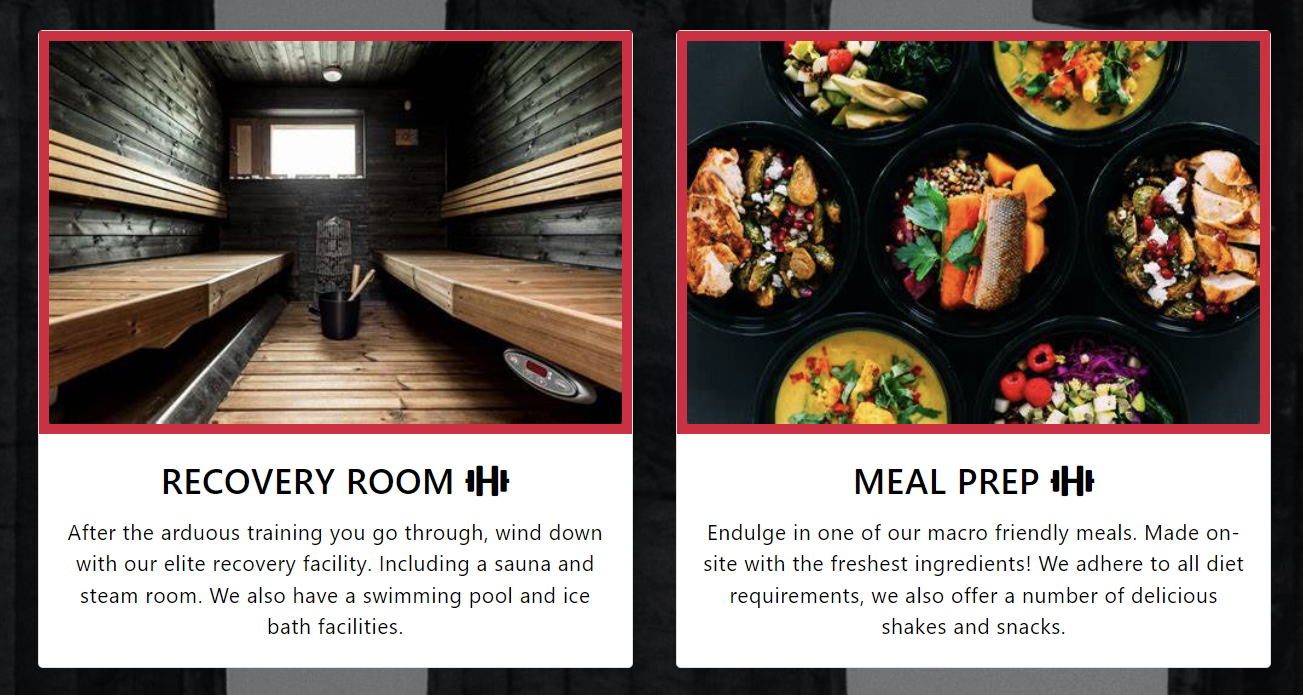 RECOVERY ROOM
After the arduous training you go through, wind down
with our elite recovery facility. Including a sauna and
steam room. We also have a swimming pool and ice
bath facilities.
MEAL PREP
Endulge in one of our macro friendly meals. Made on-
site with the freshest ingredients! We adhere to all diet
requirements, we also offer a number of delicious
shakes and snacks.